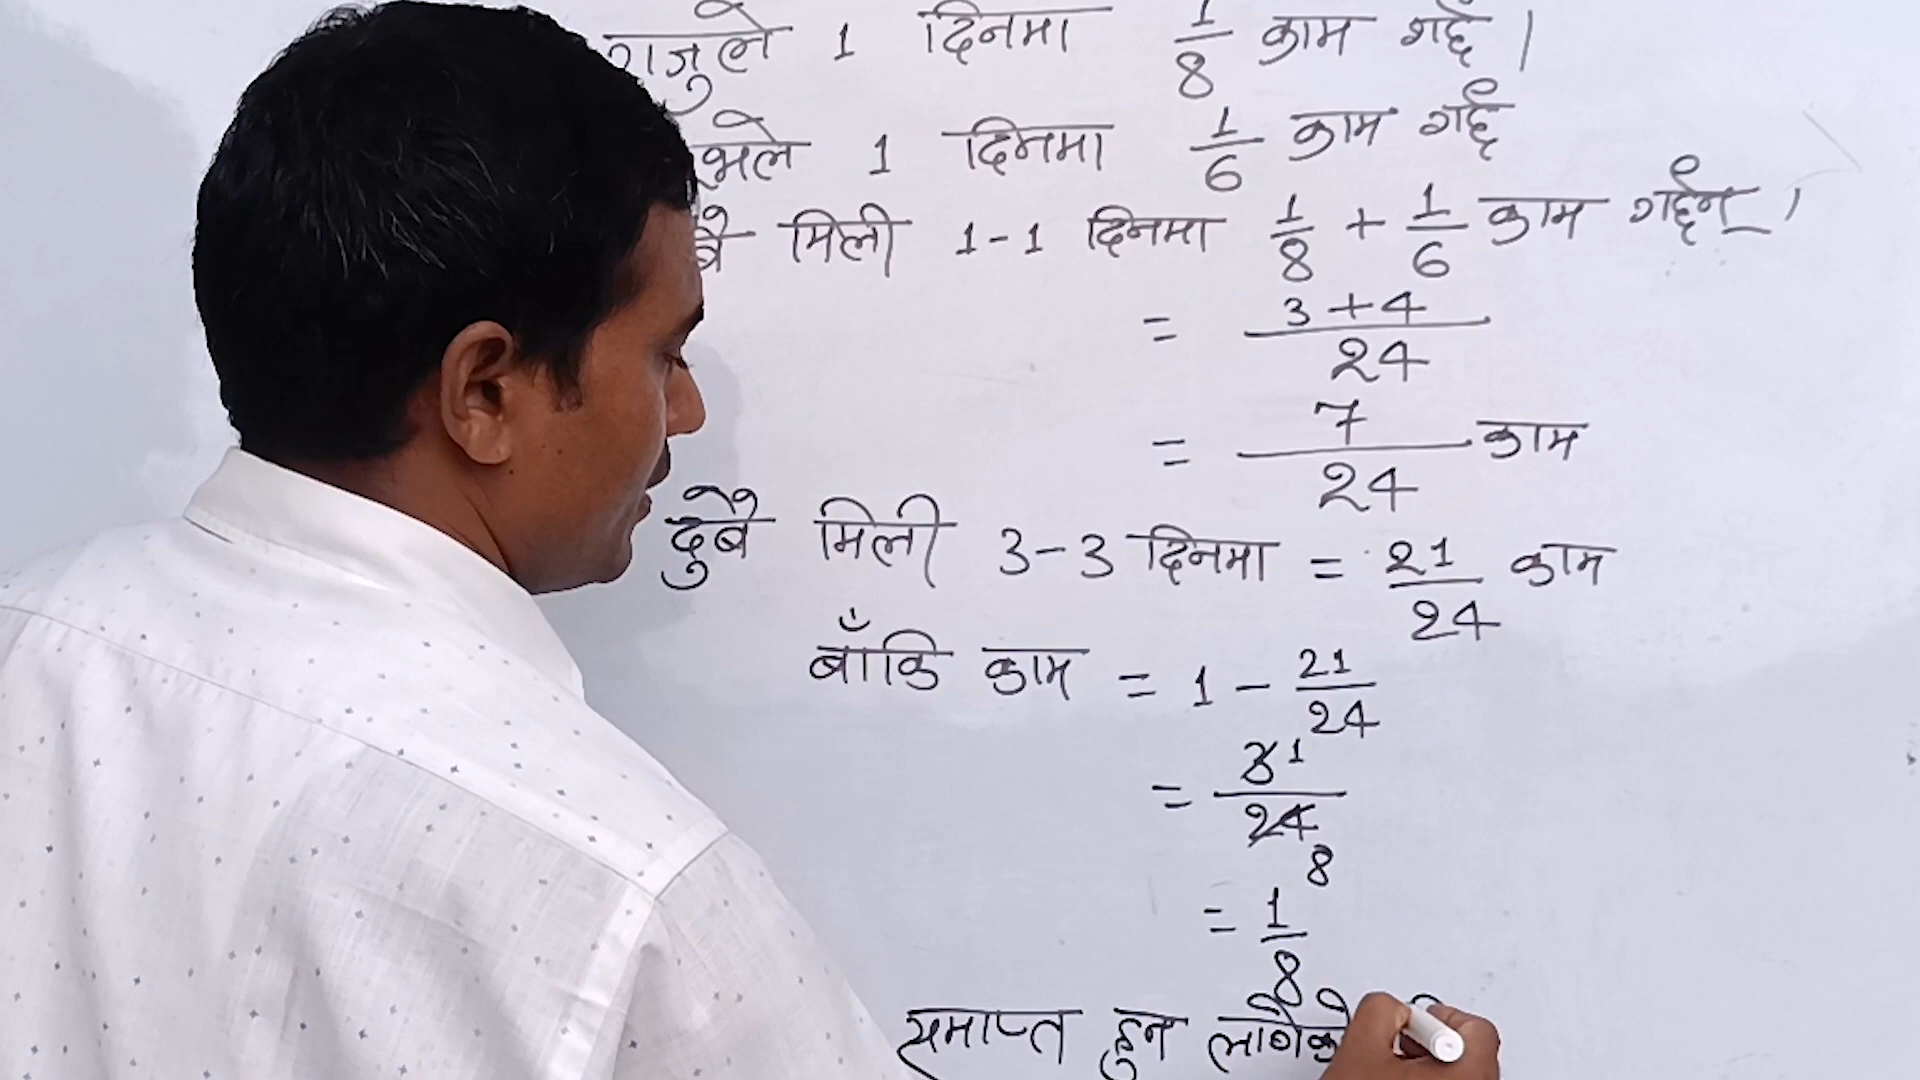 राजुले 1 दिनमा 1/8 काम गर्छ।
1 दिनमा 1/6 काम गर्छ
मिली 1-1 दिनमा 1/8 + 1/6 काम गर्छन्।
= 3+4/24
= 7/24 काम
दुबै मिली 3-3 दिनमा = 21/24 काम
बाँकि काम = 1 - 21/24
= 3 1/24 8
= 1/8
समाप्त हुन लागेको